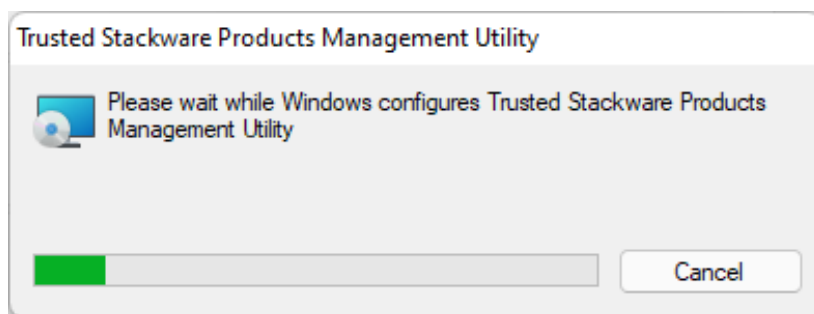 Trusted Stackware Products Management Utility
Please wait while Windows configures Trusted Stackware Products
Management Utility
Cancel